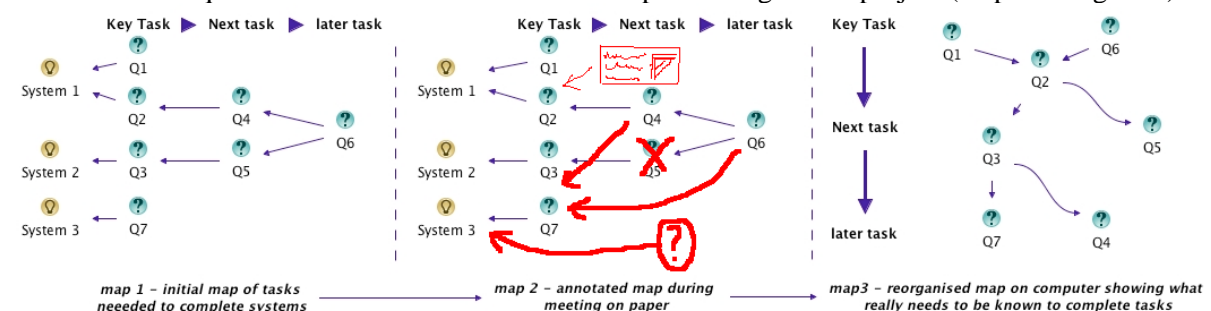 Key Task Next task later task
Q1
System 1
Q2 Q4
Q6
System 2 Q3 Q5
System 3 Q7
map 1 – initial map of tasks
neeeded to complete systems
Key Task Next task later task
Q1
System 1
Q2 Q4
Q6
System 2 Q3 Q5
System 3 Q7
?
map 2 – annotated map during
meeting on paper
Key Task
Q1 Q6
Q2
Next task
Q3 Q5
later task
Q7 Q4
map3 – reorganised map on computer showing what
really needs to be known to complete tasks